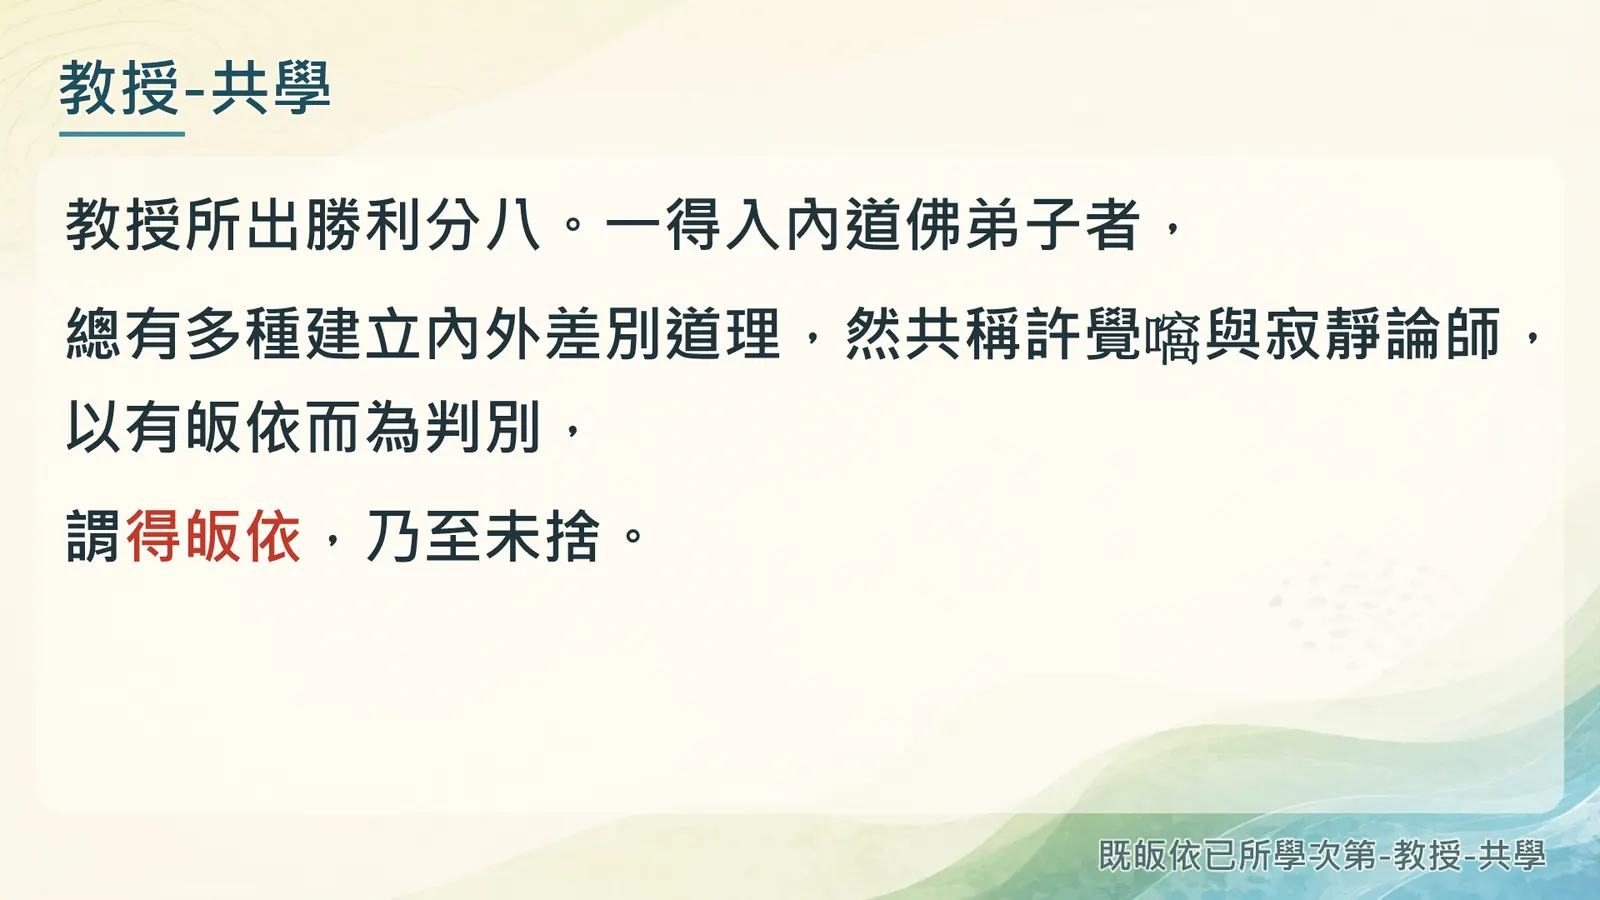 教授-共學
教授所出勝利分八。一得入內道佛弟子者，
總有多種建立內外差別道理，然共稱許覺嚆與寂靜論師，
以有皈依而為判別，
謂得皈依，乃至未捨。
既皈依已所學次第-教授-共學